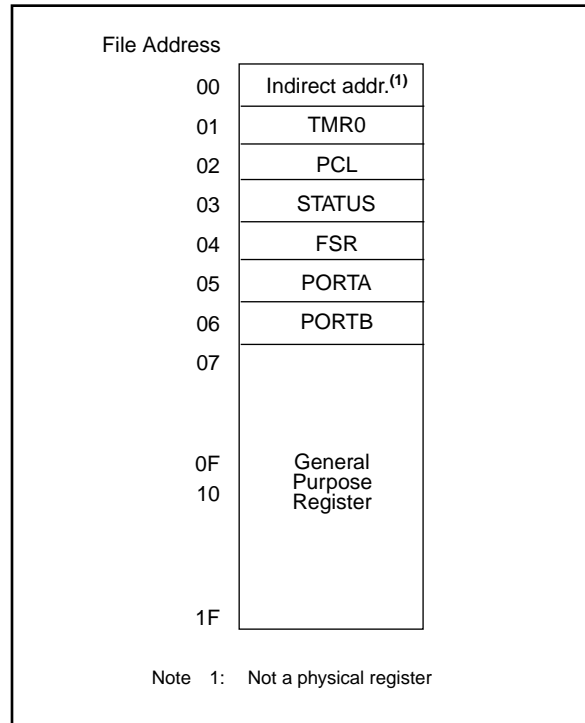 File Address
00 Indirect addr.(1)
01 TMR0
02 PCL
03 STATUS
04 FSR
05 PORTA
06 PORTB
07
0F General
Purpose
10 Register
1F
Note 1: Not a physical register